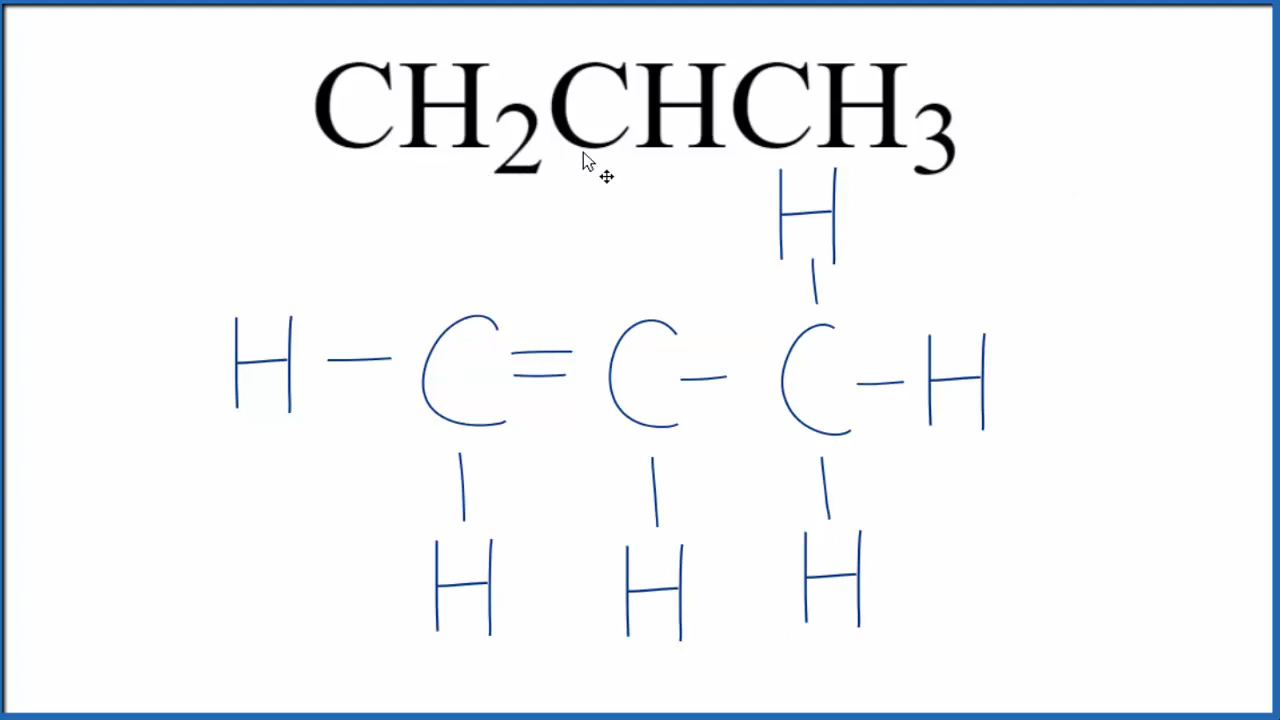 CH₂CHCH₃
H
H — C = C — C — H
H H H